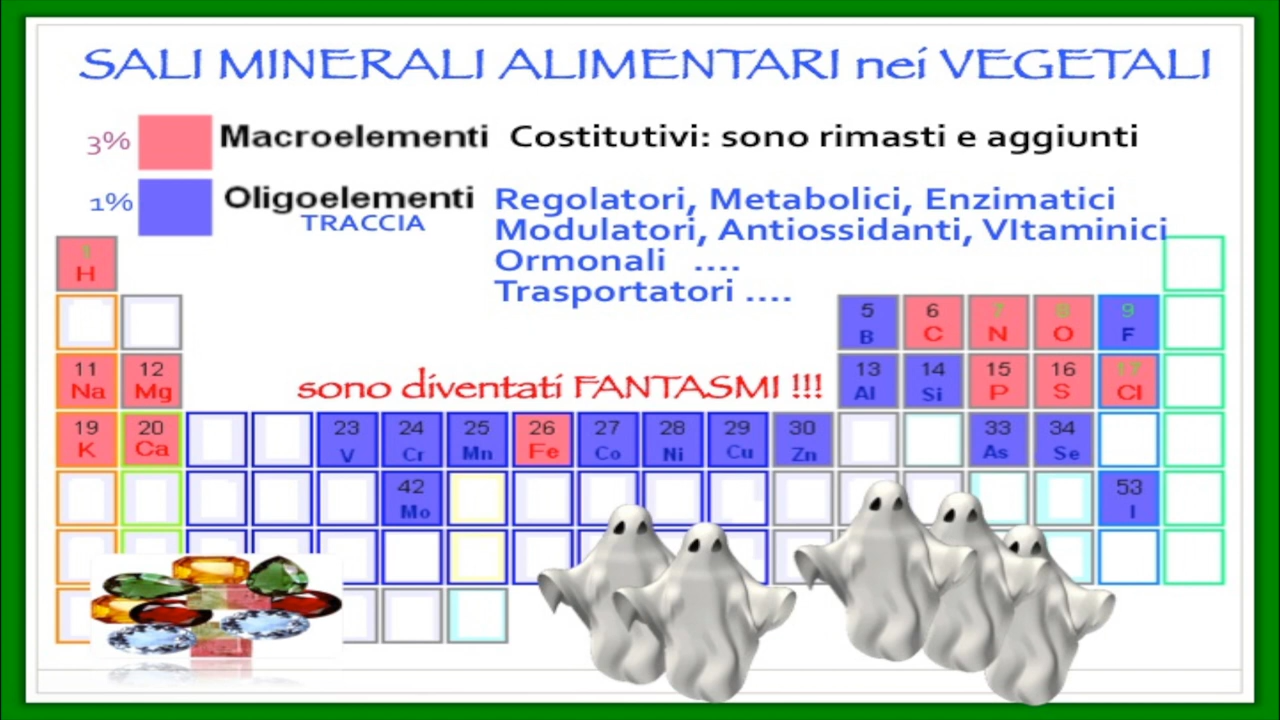 SALI MINERALI ALIMENTARI nei VEGETALI
3% Macroelementi Costitutivi: sono rimasti e aggiunti
1% Oligoelementi Regolatori, Metabolici, Enzimatici
TRACCIA Modulatori, Antiossidanti, VItaminici
Ormonali ....
Trasportatori ....
1
H
5 6 7 8 9
B C N O F
11 12 13 14 15 16 17
Na Mg Al Si P S Cl
sono diventati FANTASMI !!!
19 20 23 24 25 26 27 28 29 30 33 34
K Ca V Cr Mn Fe Co Ni Cu Zn As Se
42 53
Mo I